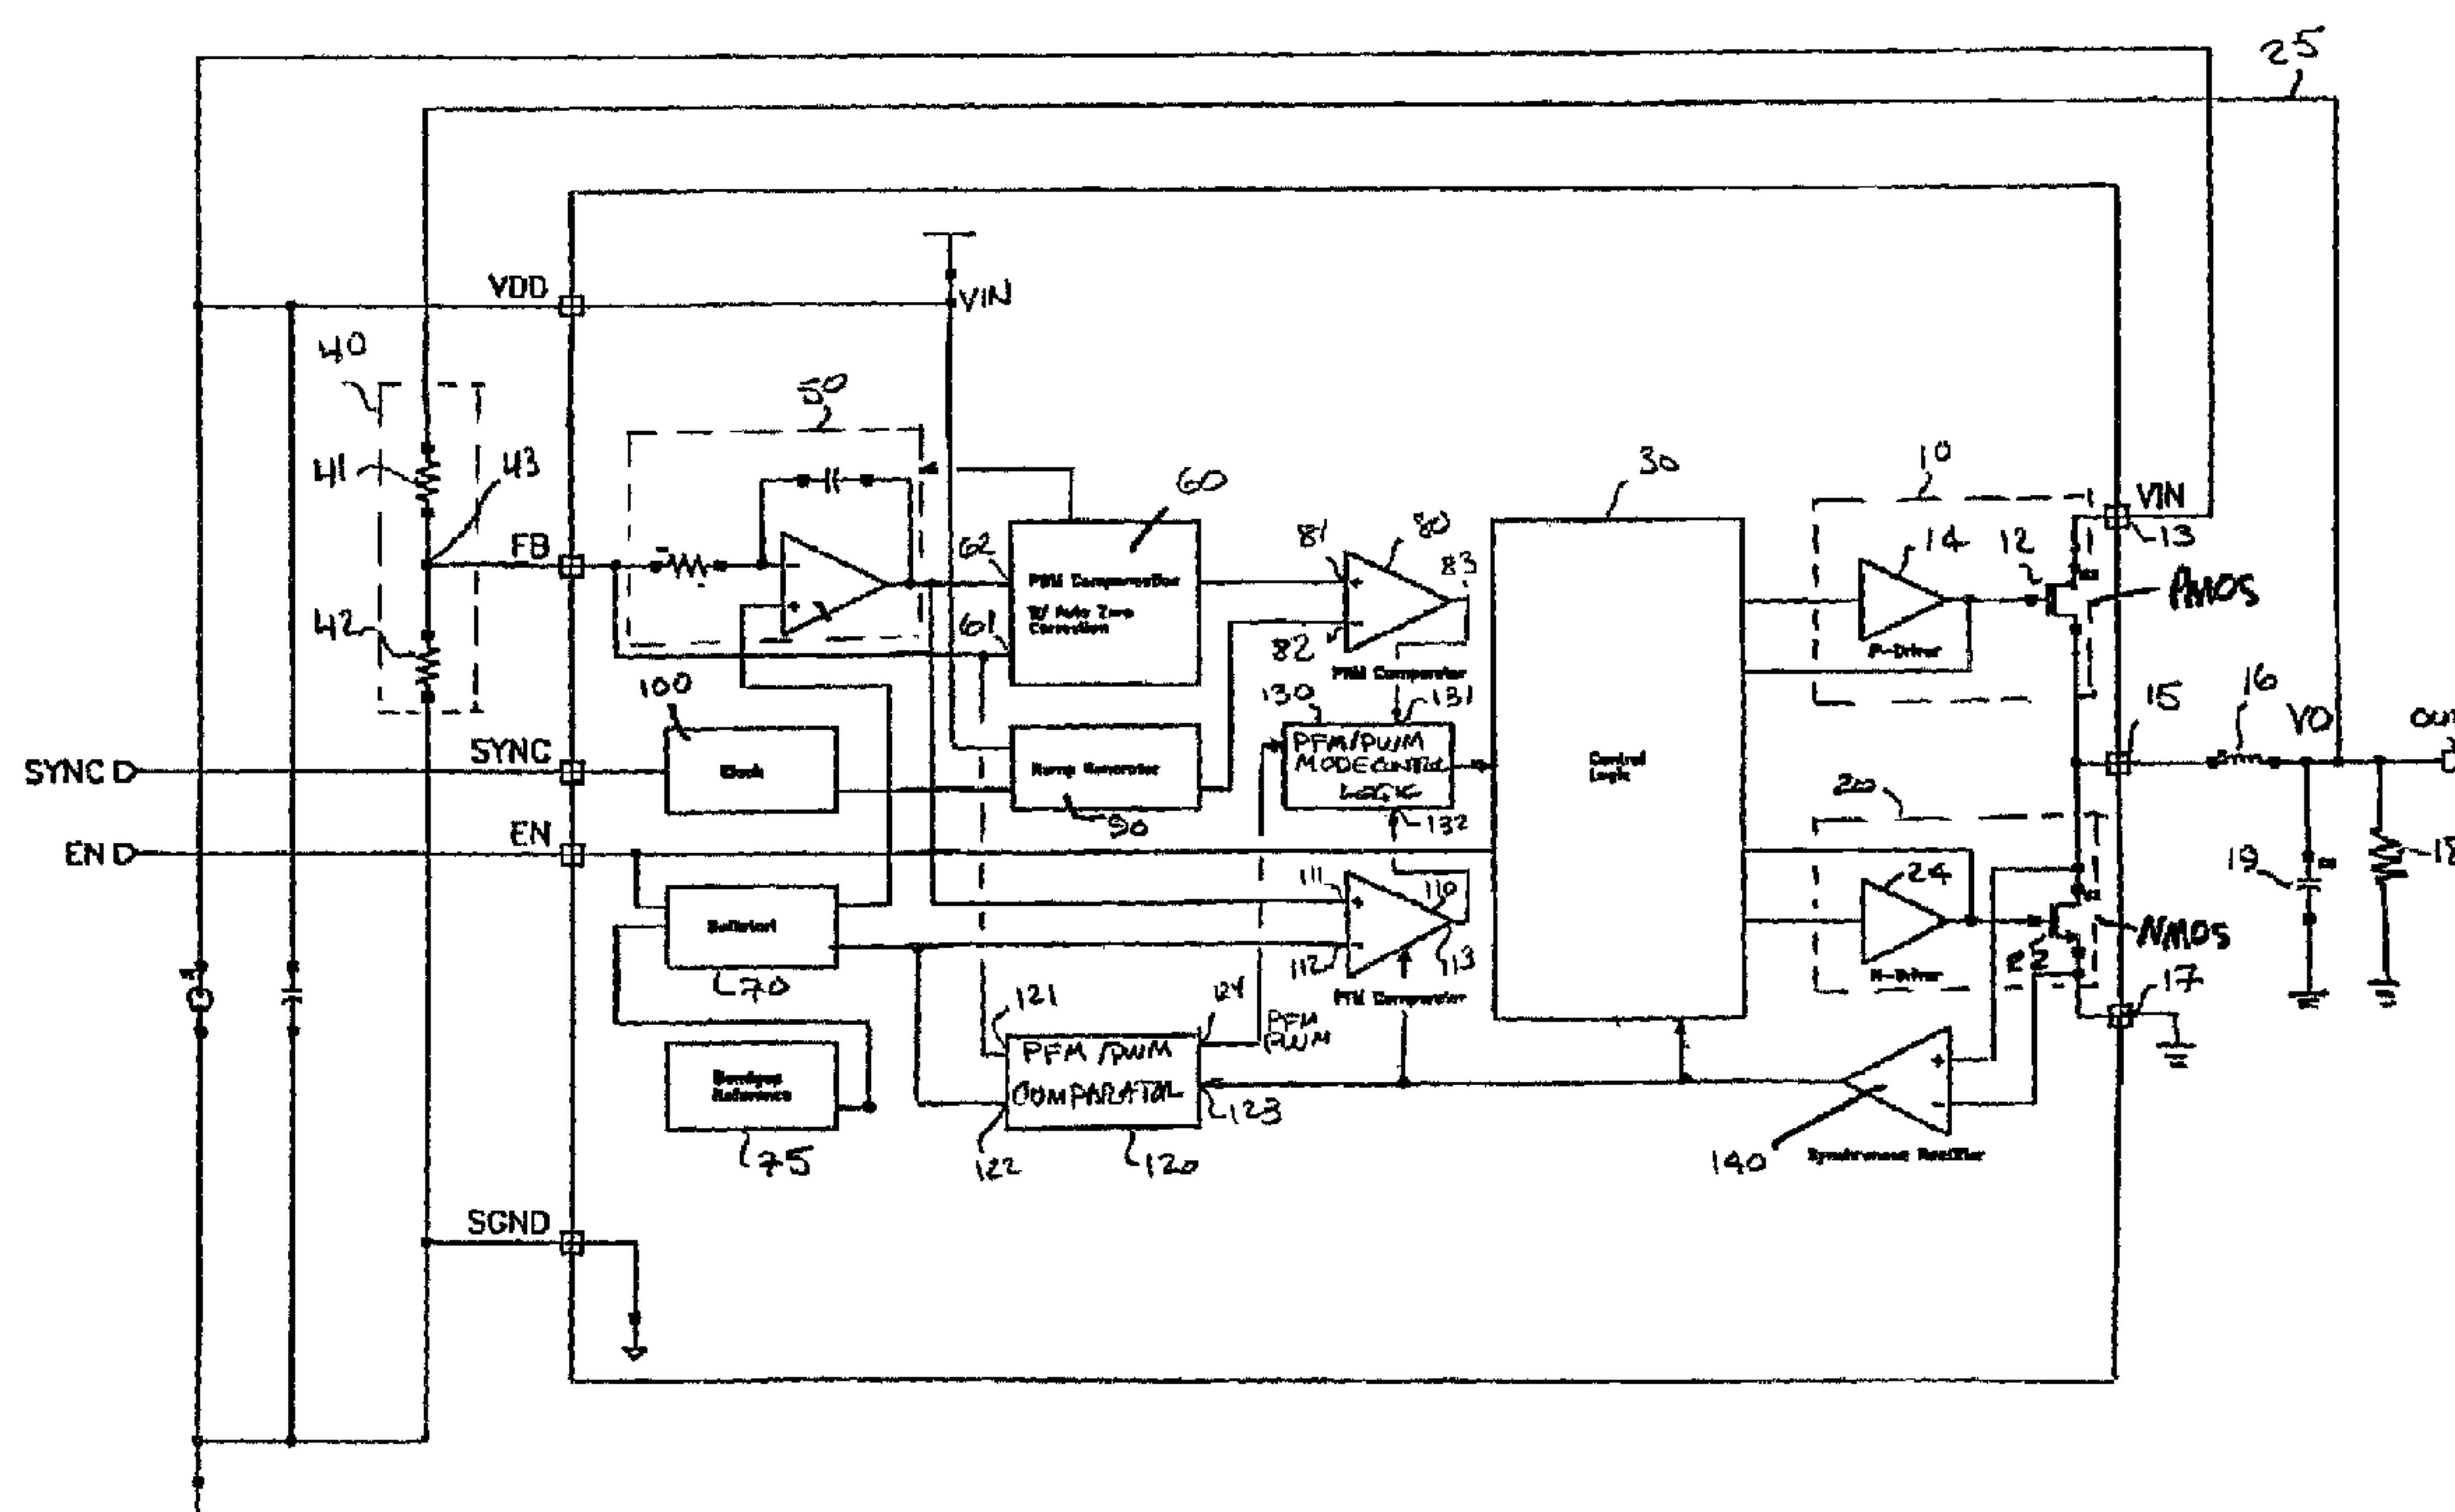 25
VDD
VIN
40
50
41
43
60
30
10
VIN
13
FB
62
81
80
83
14
12
PMOS
PWM Compensation
W/ Auto Zero
Correction
61
82
42
P-Driver
PWM Comparator
100
130
131
15
16
VO
SYNC
SYNC
Clock
Ramp Generator
PFM/PWM
MODE CONTROL
LOGIC
Control
Logic
90
132
20
EN
EN
111
110
24
19
18
Softstart
NMOS
22
112
113
N-Driver
PFM Comparator
70
121
124
17
PFM
PWM
PFM/PWM
COMPARATOR
Bandgap
Reference
123
75
122
120
140
Synchronous Rectifier
SGND